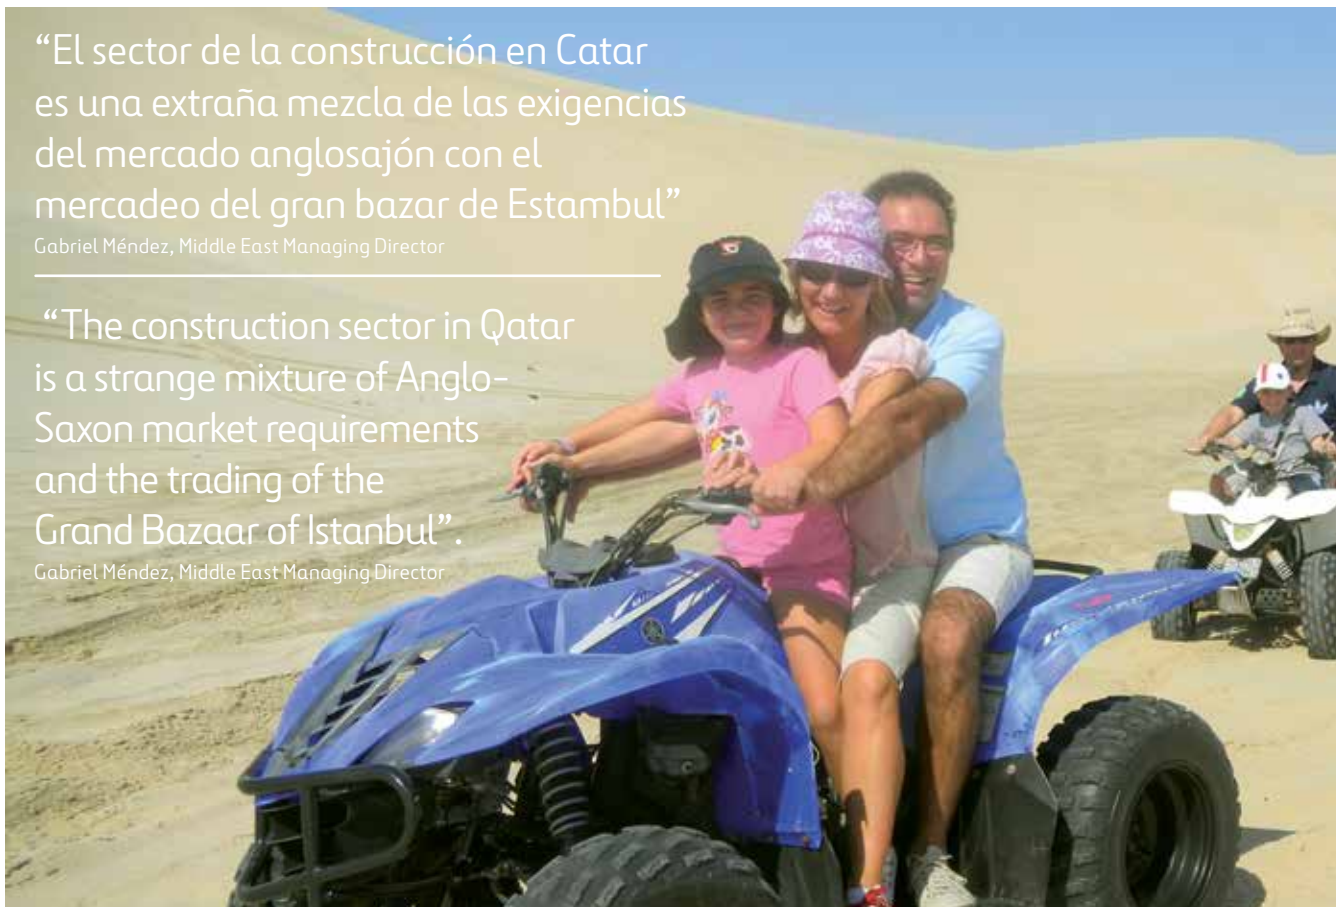 “El sector de la construcción en Catar
es una extraña mezcla de las exigencias
del mercado anglosajón con el
mercadeo del gran bazar de Estambul”
Gabriel Méndez, Middle East Managing Director
“The construction sector in Qatar
is a strange mixture of Anglo-
Saxon market requirements
and the trading of the
Grand Bazaar of Istanbul”.
Gabriel Méndez, Middle East Managing Director